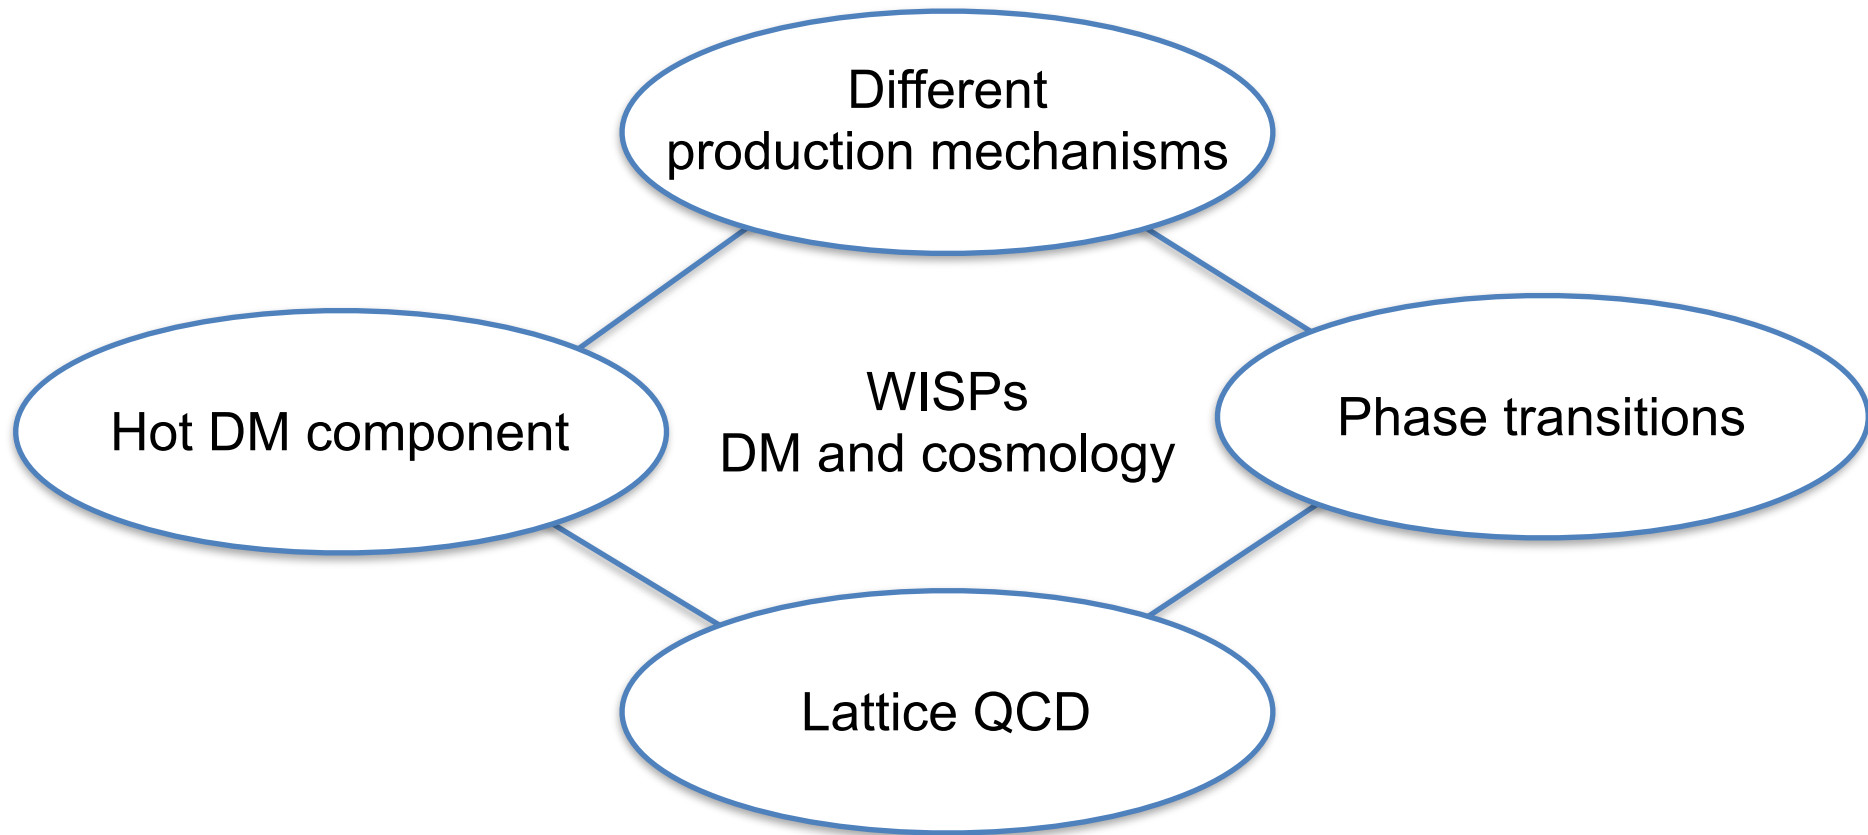 Different
production mechanisms
Hot DM component
WISPs
DM and cosmology
Phase transitions
Lattice QCD